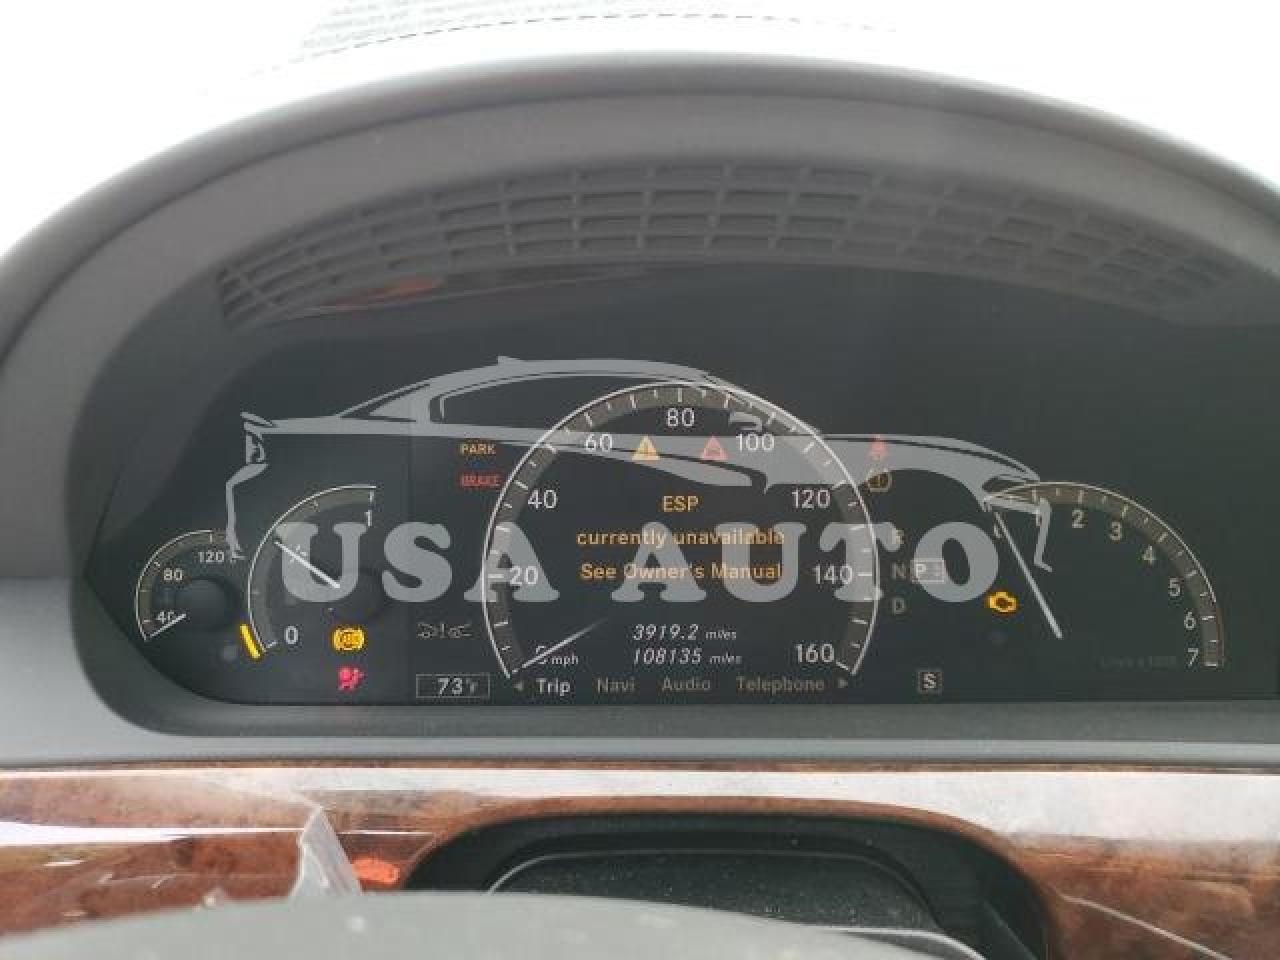 80
60
100
PARK
BRAKE
40
ESP
120
1
USA AUTO
currently unavailable
See Owner's Manual
120
80
40
0
20
140
R
N P
D
1
2
3
4
5
6
7
3919.2 miles
108135 miles
mph
160
73°F
Trip Navi Audio Telephone
S